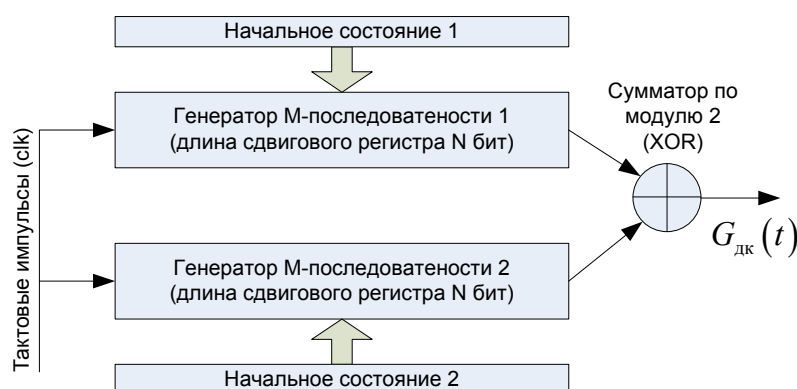 Начальное состояние 1
Генератор М-последоватености 1
(длина сдвигового регистра N бит)
Сумматор по
модулю 2
(XOR)
Тактовые импульсы (clk)
G дк (t)
Генератор М-последоватености 2
(длина сдвигового регистра N бит)
Начальное состояние 2